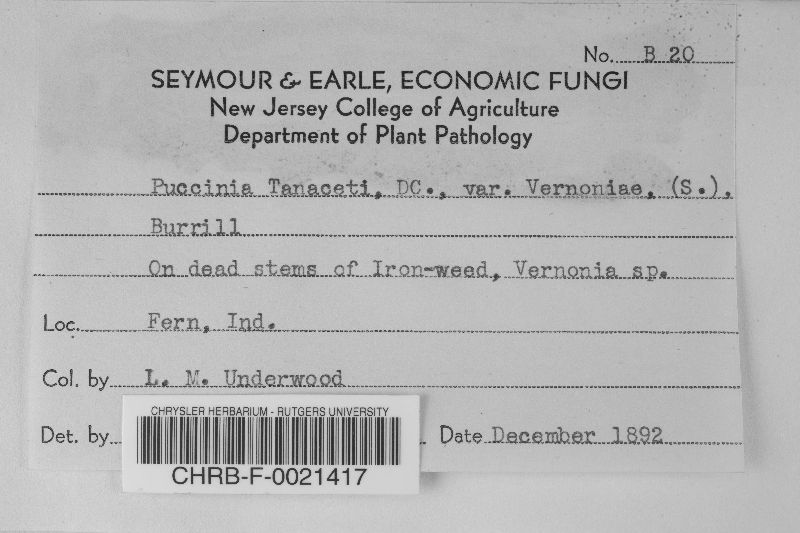 No. B 20
SEYMOUR & EARLE, ECONOMIC FUNGI
New Jersey College of Agriculture
Department of Plant Pathology
Puccinia Tanaceti, DC., var. Vernoniae, (S.),
Burrill
On dead stems of Iron-weed, Vernonia sp.
Loc. Fern, Ind.
Col. by L. M. Underwood
Det. by Date December 1892
CHRYSLER HERBARIUM - RUTGERS UNIVERSITY
CHRB-F-0021417